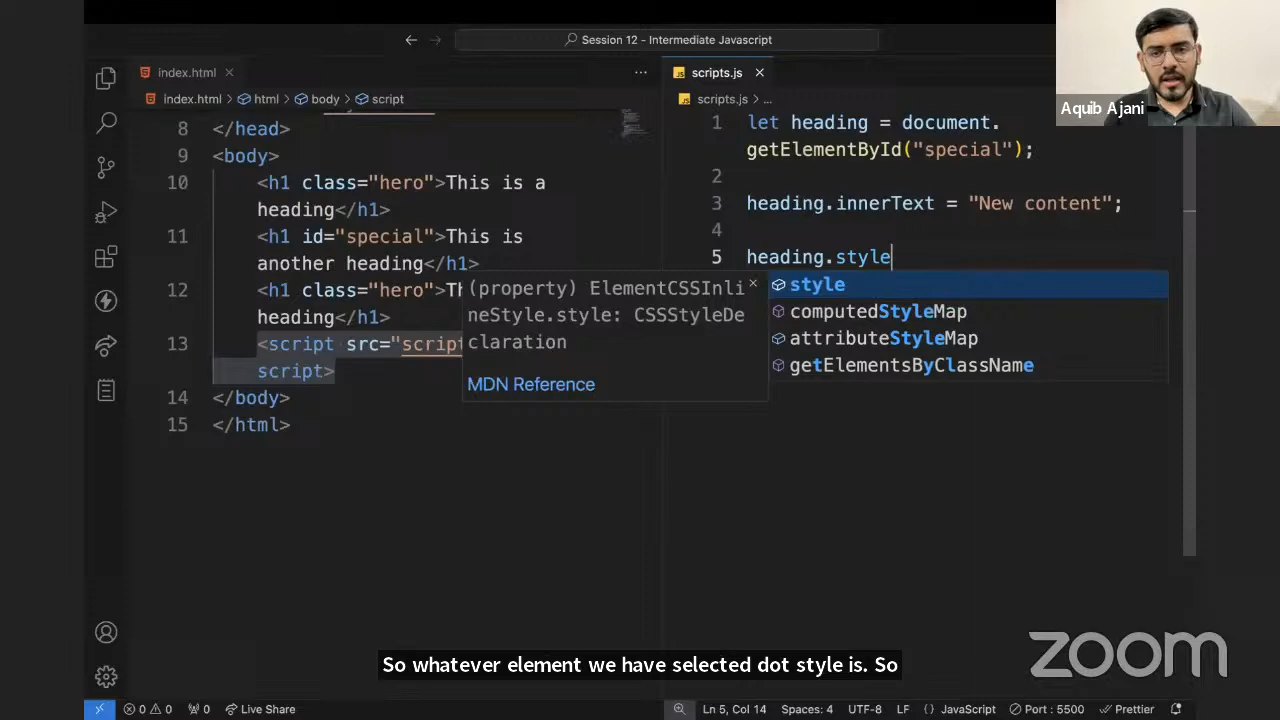 Session 12 - Intermediate Javascript
Aquib Ajani
index.html
index.html > html > body > script
8 </head>
9 <body>
10 <h1 class="hero">This is a
heading</h1>
11 <h1 id="special">This is
another heading</h1>
12 <h1 class="hero">Th
heading</h1>
13 <script src="script
script>
14 </body>
15 </html>
scripts.js
scripts.js > ...
1 let heading = document.
getElementById("special");
2
3 heading.innerText = "New content";
4
5 heading.style
(property) ElementCSSInli
neStyle.style: CSSStyleDe
claration
MDN Reference
style
computedStyleMap
attributeStyleMap
getElementsByClassName
So whatever element we have selected dot style is. So
zoom
0 0 0 Live Share Ln 5, Col 14 Spaces: 4 UTF-8 LF {} JavaScript Port : 5500 Prettier